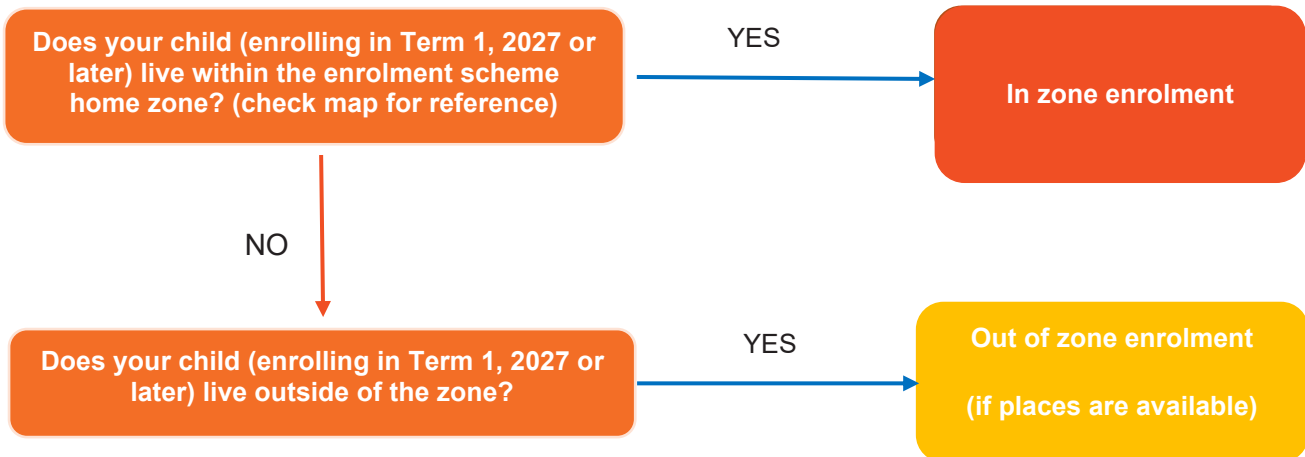 Does your child (enrolling in Term 1, 2027 or
later) live within the enrolment scheme
home zone? (check map for reference)
YES
In zone enrolment
NO
Does your child (enrolling in Term 1, 2027 or
later) live outside of the zone?
YES
Out of zone enrolment
(if places are available)